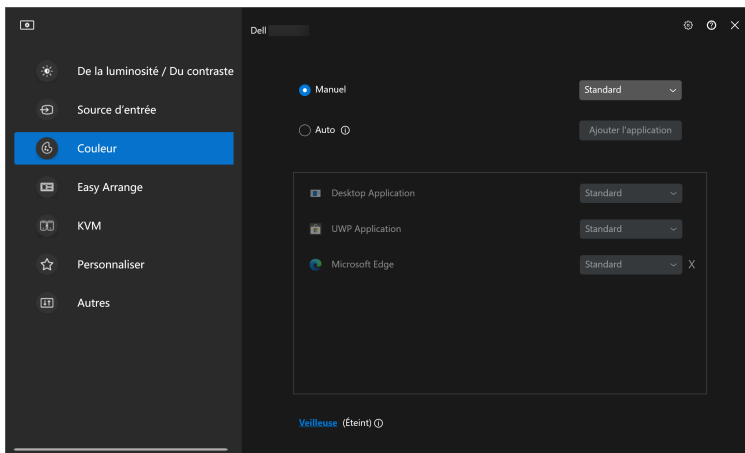 Dell
De la luminosité / Du contraste
Source d'entrée
Couleur
Easy Arrange
KVM
Personnaliser
Autres
Manuel
Standard
Auto
Ajouter l'application
Desktop Application
Standard
UWP Application
Standard
Microsoft Edge
Standard
X
Veilleuse (Éteint)